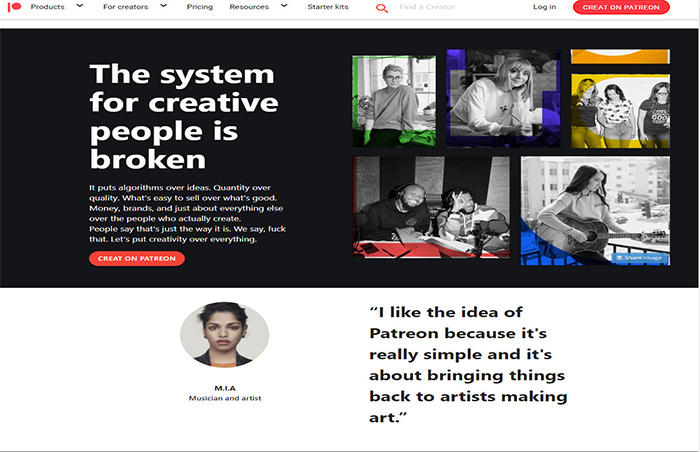 Products
For creators
Pricing
Resources
Starter kits
Find a Creator
Log in
CREAT ON PATREON
The system
for creative
people is
broken
It puts algorithms over ideas. Quantity over
quality. What's easy to sell over what's good.
Money, brands, and just about everything else
over the people who actually create.
People say that's just the way it is. We say, fuck
that. Let's put creativity over everything.
CREAT ON PATREON
Share Image
M.I.A
Musician and artist
“I like the idea of
Patreon because it's
really simple and it's
about bringing things
back to artists making
art.”